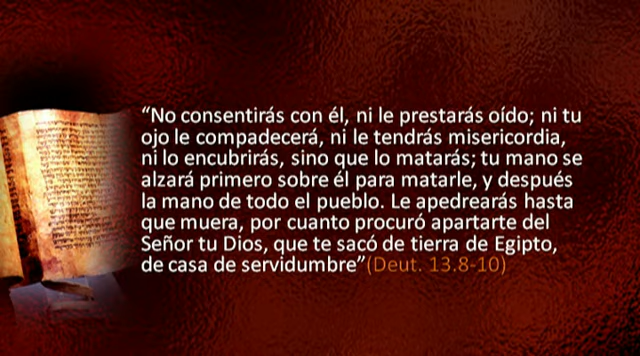 “No consentirás con él, ni le prestarás oído; ni tu
ojo le compadecerá, ni le tendrás misericordia,
ni lo encubrirás, sino que lo matarás; tu mano se
alzará primero sobre él para matarle, y después
la mano de todo el pueblo. Le apedrearás hasta
que muera, por cuanto procuró apartarte del
Señor tu Dios, que te sacó de tierra de Egipto,
de casa de servidumbre”(Deut. 13.8-10)